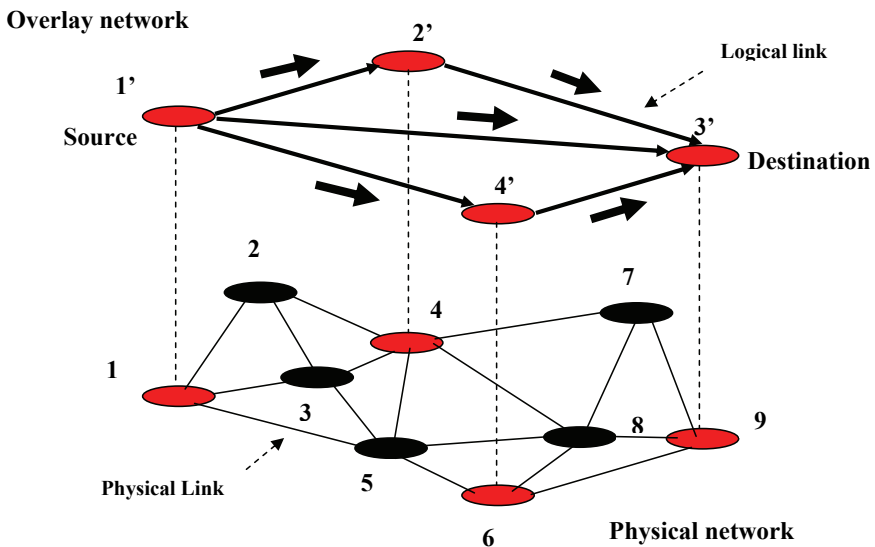 Overlay network
2’
Logical link
1’
3’
Source
Destination
4’
2
7
4
1
3
8
9
Physical Link
5
6
Physical network